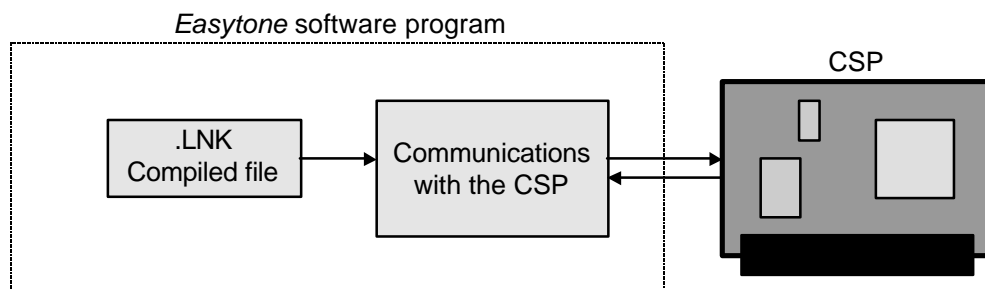 Easytone software program
CSP
.LNK
Compiled file
Communications
with the CSP